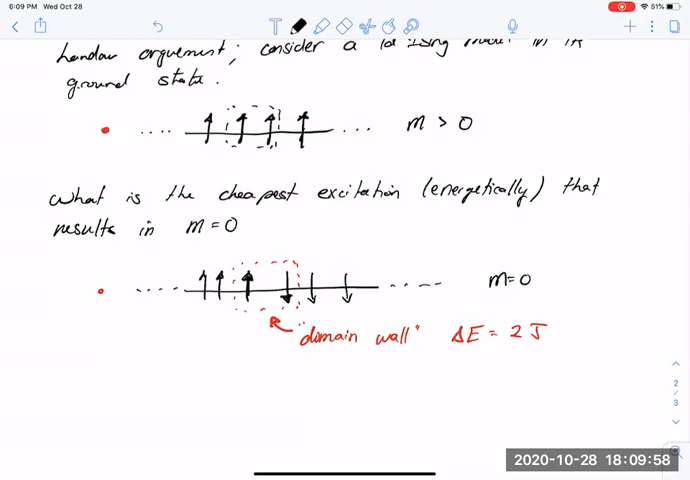 6:09 PM Wed Oct 28
51%
Landau arguement; consider a 1d Ising model in its
ground state.
.... ... m > 0
What is the cheapest excitation (energetically) that
results in m = 0
m=0
"domain wall" ΔE = 2J
2
/
3
2020-10-28 18:09:58